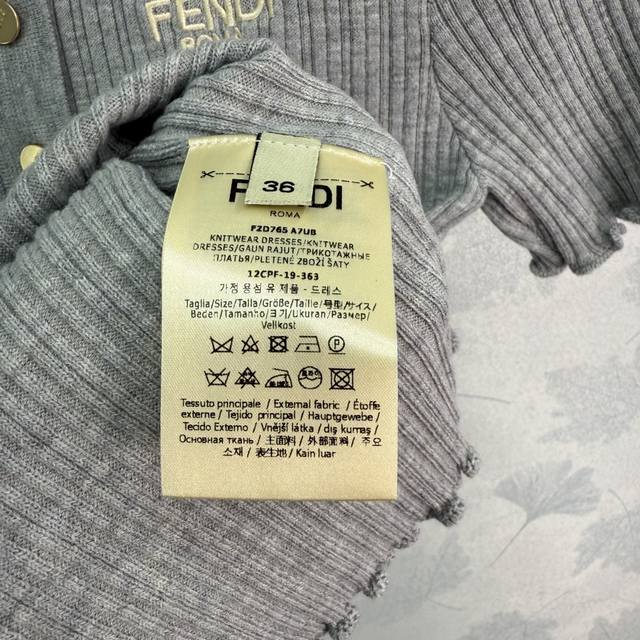 FENDI
ROMA
36
ROMA
FZD765 A7UB
KNITTWEAR DRESSES/KNITWEAR
DRESSES/GAUN RAJUT/ТРИКОТАЖНЫЕ
ПЛАТЬЯ/PLETENÉ ZBOŽÍ ŠATY
12CPF-19-363
가정 용섬 유 제품 - 드레스
Taglia/Size/Talla/Größe/Taille/号型/サイズ/
Beden/Tamanho/크기/Ukuran/Размер/
Velikost
Tessuto principale / External fabric / Étoffe
externe / Tejido principal / Hauptgewebe /
Tecido Externo / Vnější látka / dış kumaş /
Основная ткань / 主面料 / 外部面料 / 주요
소재 / 表生地 / Kain luar